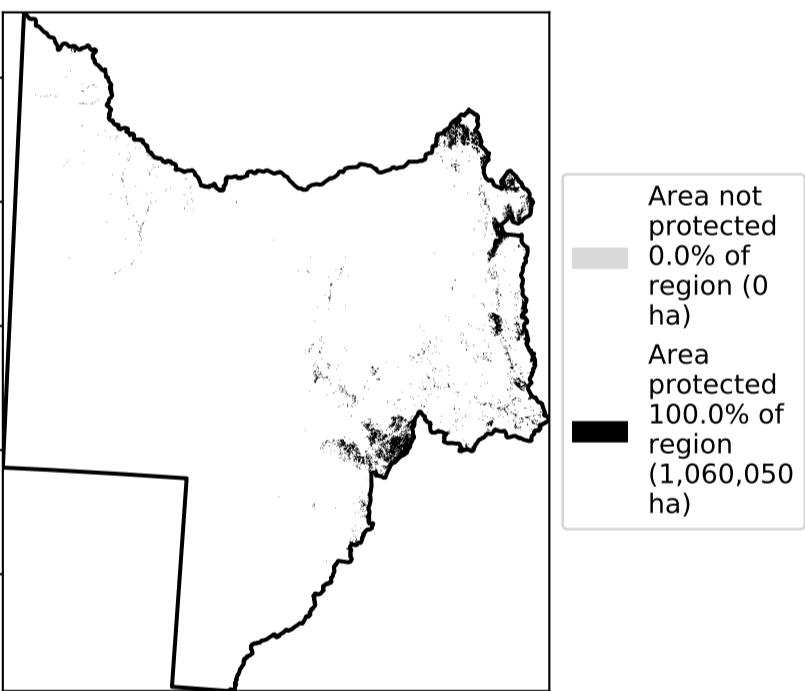 Area not
protected
0.0% of
region (0
ha)
Area
protected
100.0% of
region
(1,060,050
ha)